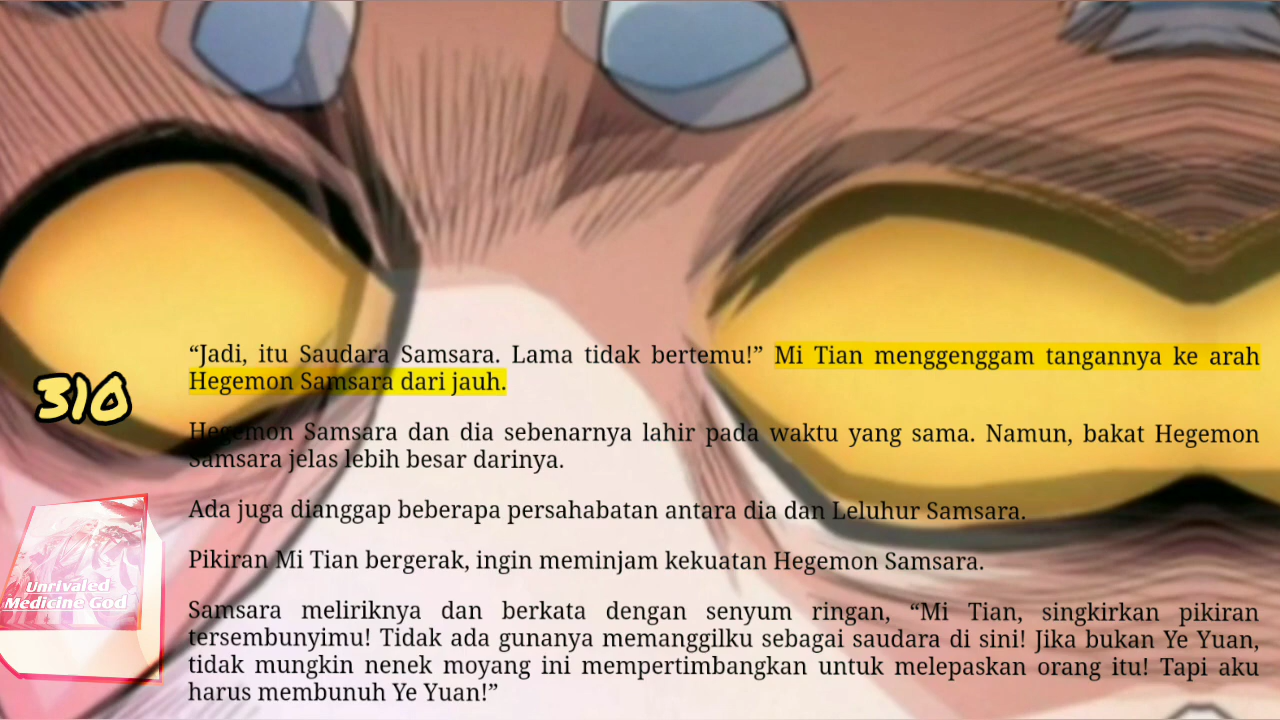 “Jadi, itu Saudara Samsara. Lama tidak bertemu!” Mi Tian menggenggam tangannya ke arah
Hegemon Samsara dari jauh.
310
Hegemon Samsara dan dia sebenarnya lahir pada waktu yang sama. Namun, bakat Hegemon
Samsara jelas lebih besar darinya.
Ada juga dianggap beberapa persahabatan antara dia dan Leluhur Samsara.
Pikiran Mi Tian bergerak, ingin meminjam kekuatan Hegemon Samsara.
Unrivaled
Medicine God
Samsara meliriknya dan berkata dengan senyum ringan, “Mi Tian, singkirkan pikiran
tersembunyimu! Tidak ada gunanya memanggilku sebagai saudara di sini! Jika bukan Ye Yuan,
tidak mungkin nenek moyang ini mempertimbangkan untuk melepaskan orang itu! Tapi aku
harus membunuh Ye Yuan!”